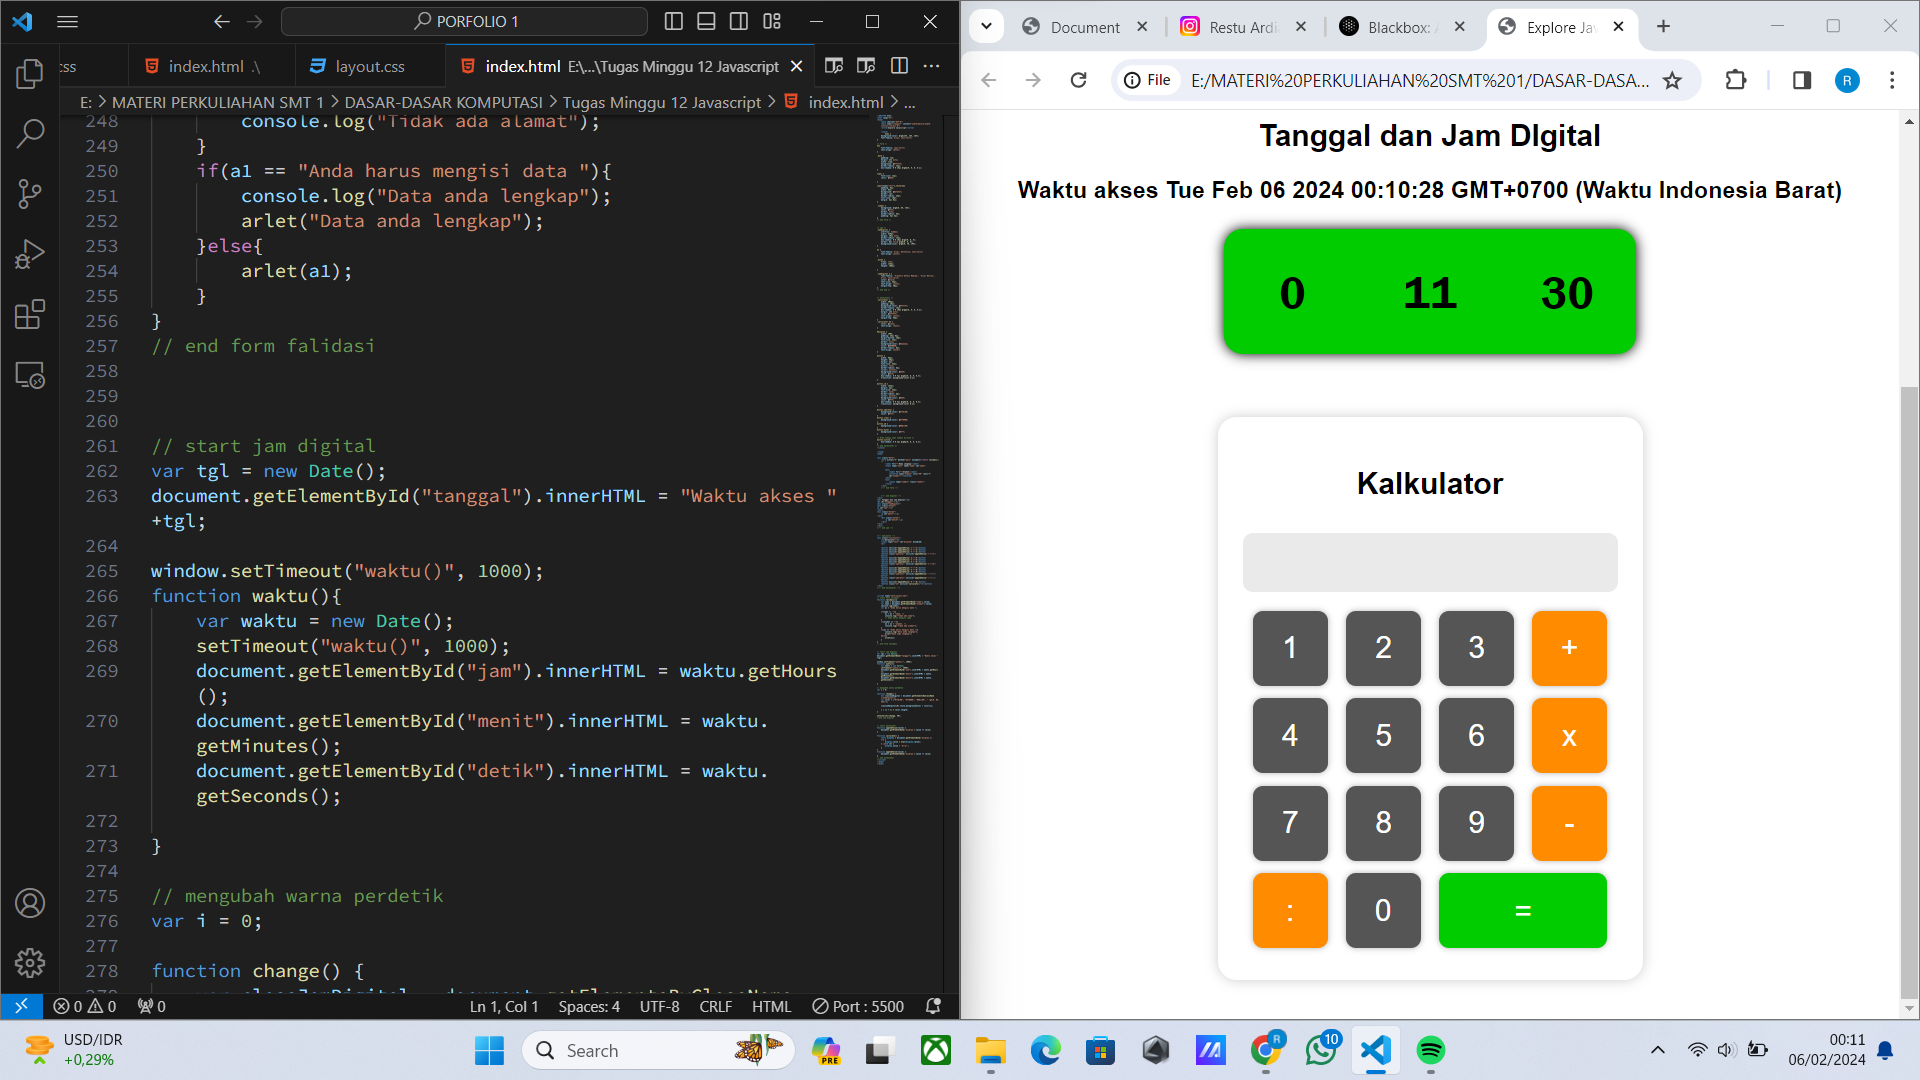 PORFOLIO 1
css
index.html .\
layout.css
index.html E:\...\Tugas Minggu 12 Javascript
E: > MATERI PERKULIAHAN SMT 1 > DASAR-DASAR KOMPUTASI > Tugas Minggu 12 Javascript > index.html > ...
248 console.log("Tidak ada alamat");
249 }
250 if(a1 == "Anda harus mengisi data "){
251 console.log("Data anda lengkap");
252 arlet("Data anda lengkap");
253 }else{
254 arlet(a1);
255 }
256 }
257 // end form falidasi
258
259
260
261 // start jam digital
262 var tgl = new Date();
263 document.getElementById("tanggal").innerHTML = "Waktu akses "
+tgl;
264
265 window.setTimeout("waktu()", 1000);
266 function waktu(){
267 var waktu = new Date();
268 setTimeout("waktu()", 1000);
269 document.getElementById("jam").innerHTML = waktu.getHours
();
270 document.getElementById("menit").innerHTML = waktu.
getMinutes();
271 document.getElementById("detik").innerHTML = waktu.
getSeconds();
272
273 }
274
275 // mengubah warna perdetik
276 var i = 0;
277
278 function change() {
0 0 0
Ln 1, Col 1 Spaces: 4 UTF-8 CRLF HTML Port : 5500
Document
Restu Ardi
Blackbox: A
Explore Jav
File E:/MATERI%20PERKULIAHAN%20SMT%201/DASAR-DASA...
R
Tanggal dan Jam DIgital
Waktu akses Tue Feb 06 2024 00:10:28 GMT+0700 (Waktu Indonesia Barat)
0 11 30
Kalkulator
1 2 3 +
4 5 6 x
7 8 9 -
: 0 =
USD/IDR
+0,29%
Search
PRE
R
10
00:11
06/02/2024